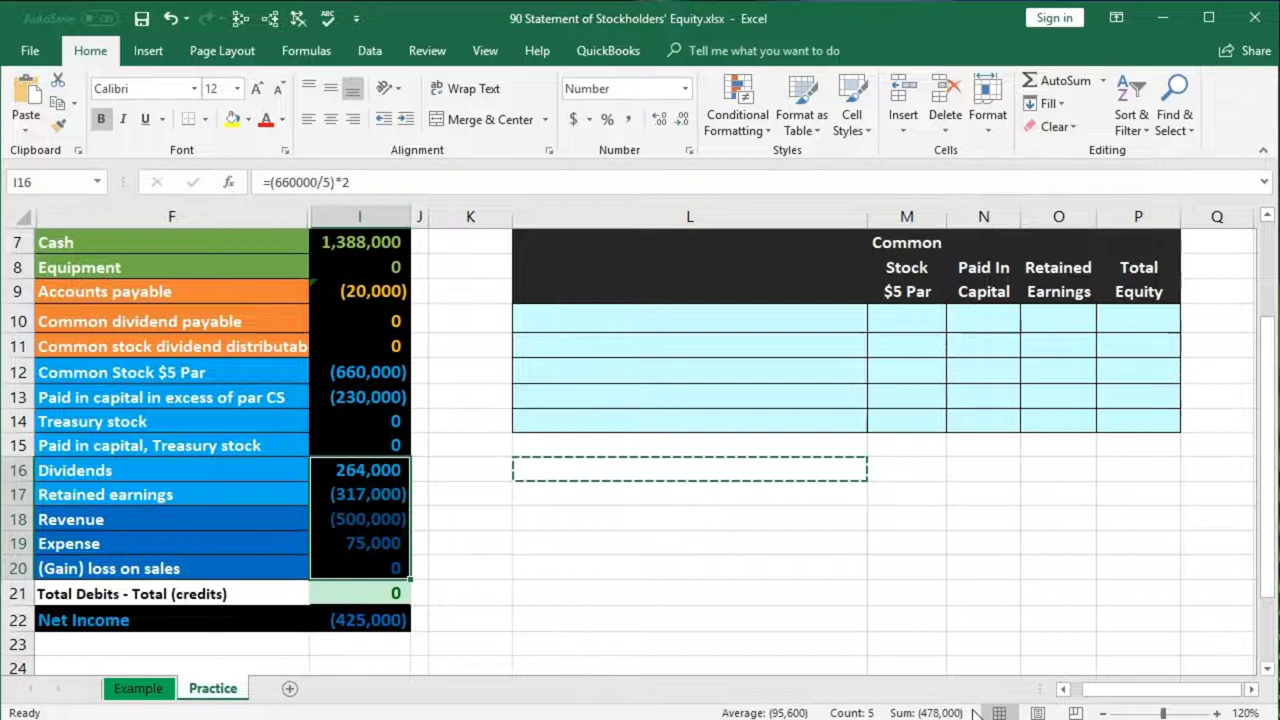 AutoSave Off 90 Statement of Stockholders' Equity.xlsx - Excel Sign in
File Home Insert Page Layout Formulas Data Review View Help QuickBooks Tell me what you want to do Share
Paste Calibri 12 Wrap Text Number Conditional Formatting Format as Table Cell Styles Insert Delete Format AutoSum Sort & Filter Find & Select
B I U Merge & Center $ % Fill
Clear
Clipboard Font Alignment Number Styles Cells Editing
I16 fx =(660000/5)*2
F I J K L M N O P Q
7 Cash 1,388,000 Common
8 Equipment 0 Stock Paid In Retained Total
9 Accounts payable (20,000) $5 Par Capital Earnings Equity
10 Common dividend payable 0
11 Common stock dividend distributab 0
12 Common Stock $5 Par (660,000)
13 Paid in capital in excess of par CS (230,000)
14 Treasury stock 0
15 Paid in capital, Treasury stock 0
16 Dividends 264,000
17 Retained earnings (317,000)
18 Revenue (500,000)
19 Expense 75,000
20 (Gain) loss on sales 0
21 Total Debits - Total (credits) 0
22 Net Income (425,000)
23
24
Example Practice
Ready Average: (95,600) Count: 5 Sum: (478,000) 120%